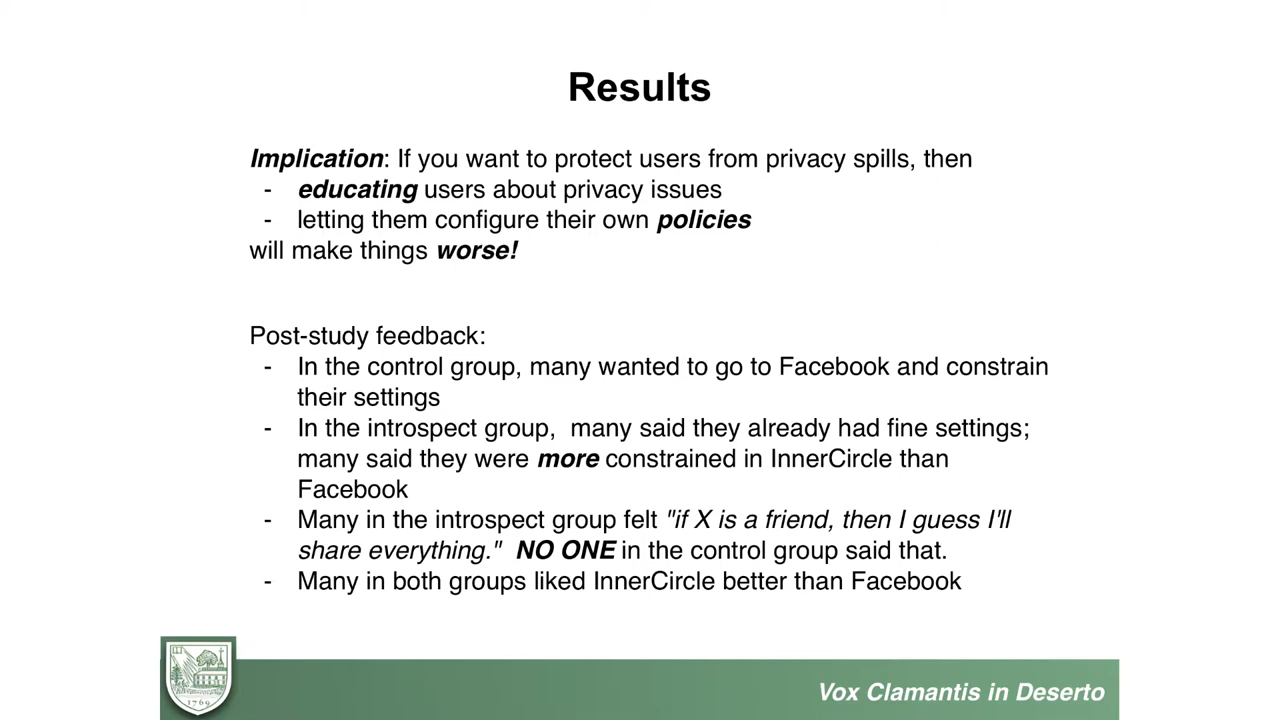 Results
Implication: If you want to protect users from privacy spills, then
- educating users about privacy issues
- letting them configure their own policies
will make things worse!
Post-study feedback:
- In the control group, many wanted to go to Facebook and constrain
their settings
- In the introspect group,  many said they already had fine settings;
many said they were more constrained in InnerCircle than
Facebook
- Many in the introspect group felt "if X is a friend, then I guess I'll
share everything."  NO ONE in the control group said that.
- Many in both groups liked InnerCircle better than Facebook
1769
Vox Clamantis in Deserto